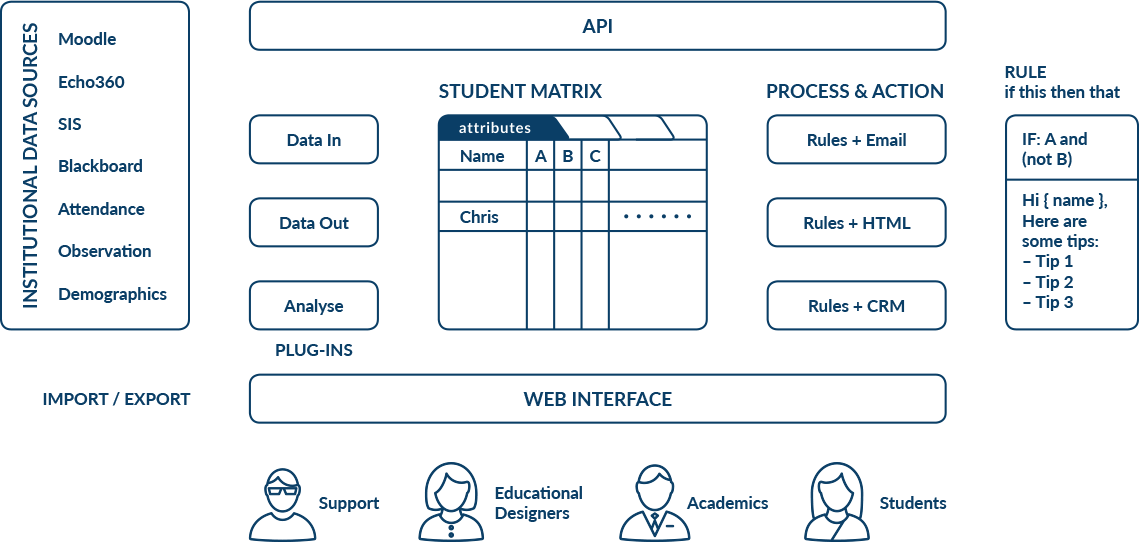 INSTITUTIONAL DATA SOURCES
Moodle
Echo360
SIS
Blackboard
Attendance
Observation
Demographics
IMPORT / EXPORT
API
Data In
Data Out
Analyse
PLUG-INS
STUDENT MATRIX
attributes
Name A B C
Chris ......
PROCESS & ACTION
Rules + Email
Rules + HTML
Rules + CRM
RULE
if this then that
IF: A and
(not B)
Hi { name },
Here are
some tips:
– Tip 1
– Tip 2
– Tip 3
WEB INTERFACE
Support
Educational
Designers
Academics
Students